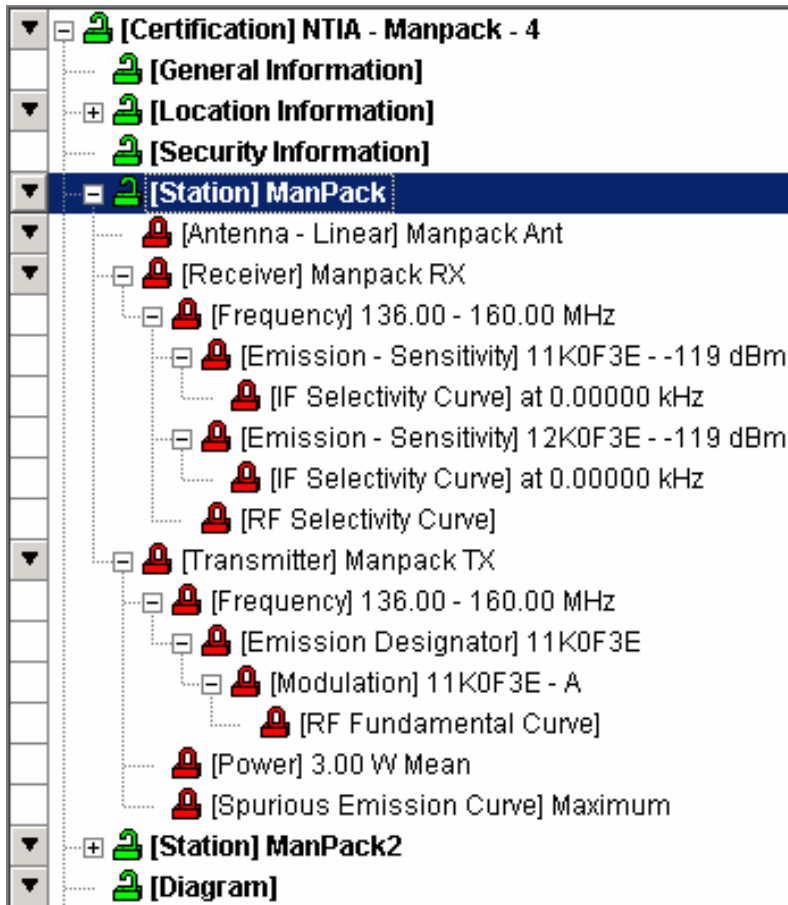 [Certification] NTIA - Manpack - 4
[General Information]
[Location Information]
[Security Information]
[Station] ManPack
[Antenna - Linear] Manpack Ant
[Receiver] Manpack RX
[Frequency] 136.00 - 160.00 MHz
[Emission - Sensitivity] 11K0F3E - -119 dBm
[IF Selectivity Curve] at 0.00000 kHz
[Emission - Sensitivity] 12K0F3E - -119 dBm
[IF Selectivity Curve] at 0.00000 kHz
[RF Selectivity Curve]
[Transmitter] Manpack TX
[Frequency] 136.00 - 160.00 MHz
[Emission Designator] 11K0F3E
[Modulation] 11K0F3E - A
[RF Fundamental Curve]
[Power] 3.00 W Mean
[Spurious Emission Curve] Maximum
[Station] ManPack2
[Diagram]